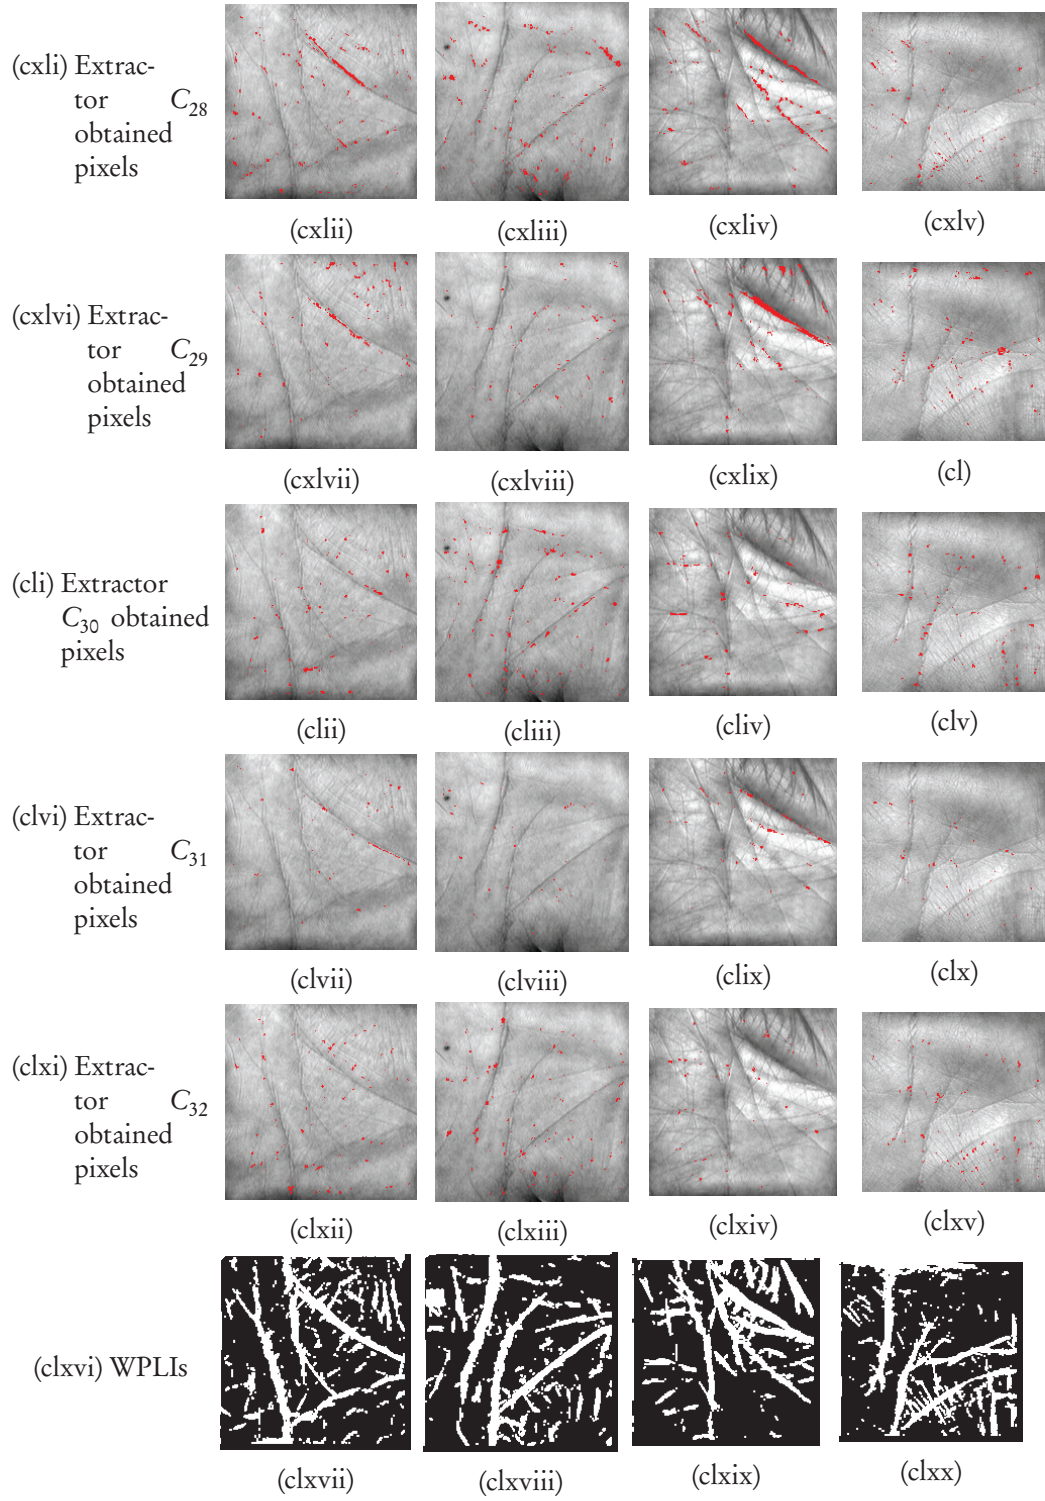 (cxli) Extrac-
tor C28
obtained
pixels
(cxlii) (cxliii) (cxliv) (cxlv)
(cxlvi) Extrac-
tor C29
obtained
pixels
(cxlvii) (cxlviii) (cxlix) (cl)
(cli) Extractor
C30 obtained
pixels
(clii) (cliii) (cliv) (clv)
(clvi) Extrac-
tor C31
obtained
pixels
(clvii) (clviii) (clix) (clx)
(clxi) Extrac-
tor C32
obtained
pixels
(clxii) (clxiii) (clxiv) (clxv)
(clxvi) WPLIs
(clxvii) (clxviii) (clxix) (clxx)